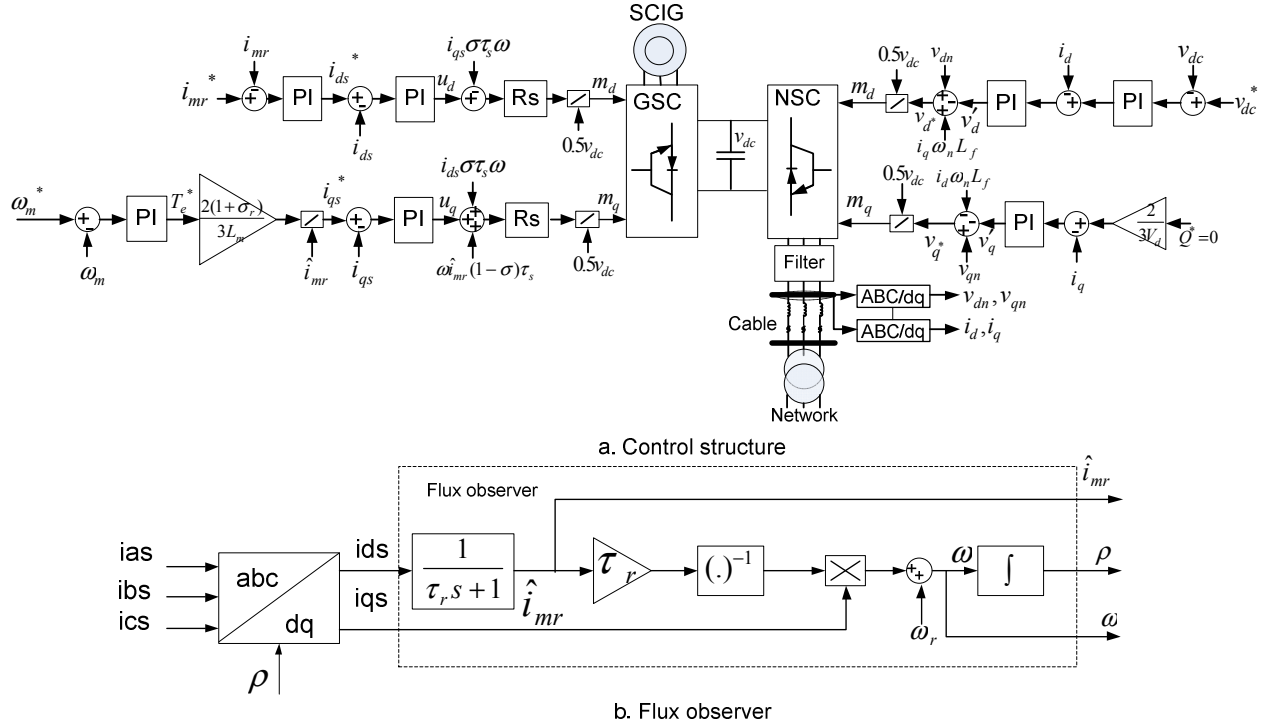 SCIG
i_mr
i_mr*
PI
i_ds*
i_ds
PI
u_d
i_qs στ_s ω
Rs
m_d
0.5v_dc
GSC
v_dc
NSC
m_d
0.5v_dc
v_dn
v_d*
v'_d
i_q ω_n L_f
PI
i_d
PI
v_dc
v_dc*
ω_m*
ω_m
PI
T_e*
2(1+σ_r)
3L_m
i_qs*
î_mr
i_qs
PI
u_q
i_ds στ_s ω
ωî_mr(1−σ)τ_s
Rs
m_q
0.5v_dc
m_q
0.5v_dc
i_d ω_n L_f
v_q*
v'_q
v_qn
PI
i_q
2
3V_d
Q*=0
Filter
ABC/dq
v_dn, v_qn
Cable
ABC/dq
i_d, i_q
Network
a. Control structure
Flux observer
î_mr
ias
ibs
ics
abc
dq
ρ
ids
iqs
1
τ_r s+1
î_mr
τ_r
(.)⁻¹
ω_r
ω
∫
ρ
ω
b. Flux observer